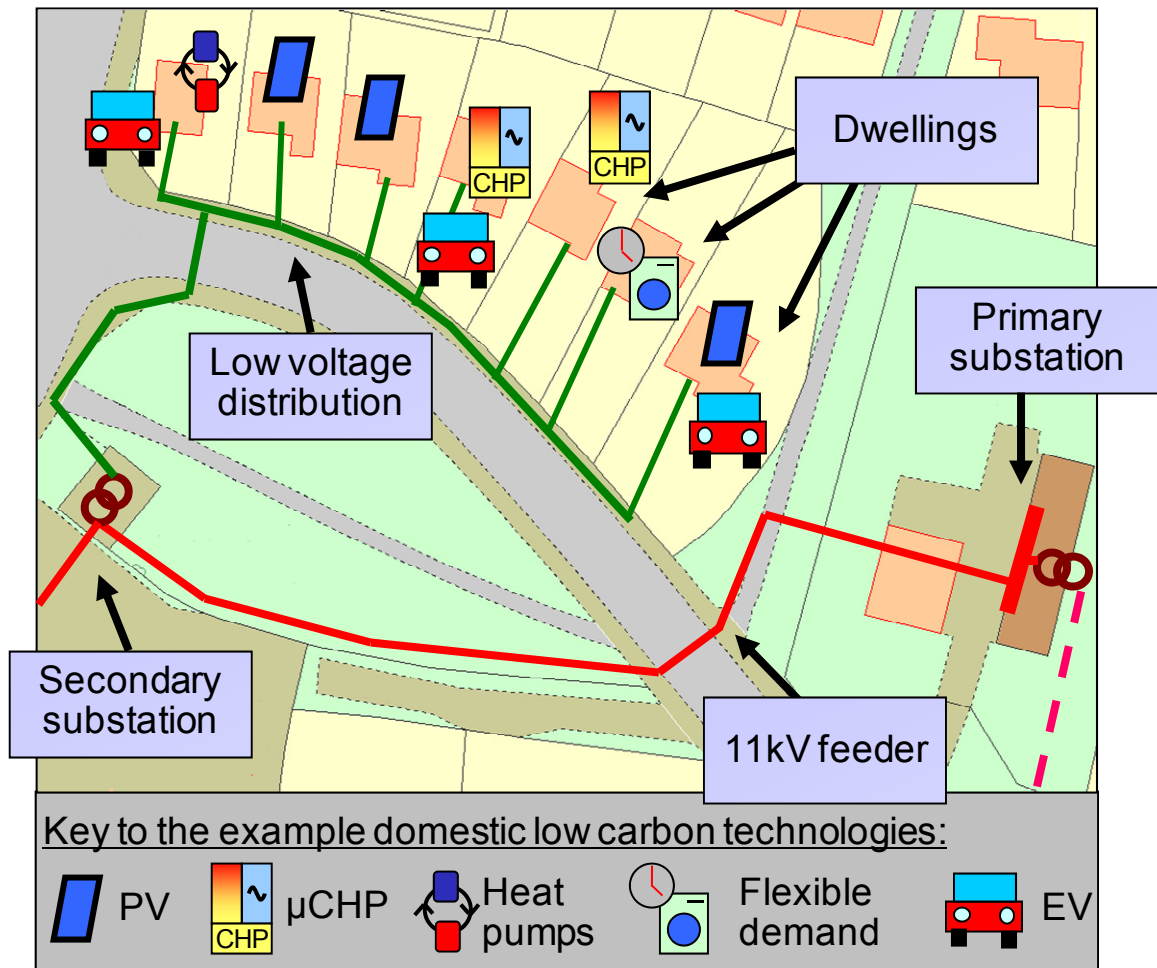 CHP
CHP
Dwellings
Primary
substation
Low voltage
distribution
Secondary
substation
11kV feeder
Key to the example domestic low carbon technologies:
PV
CHP
µCHP
Heat
pumps
Flexible
demand
EV